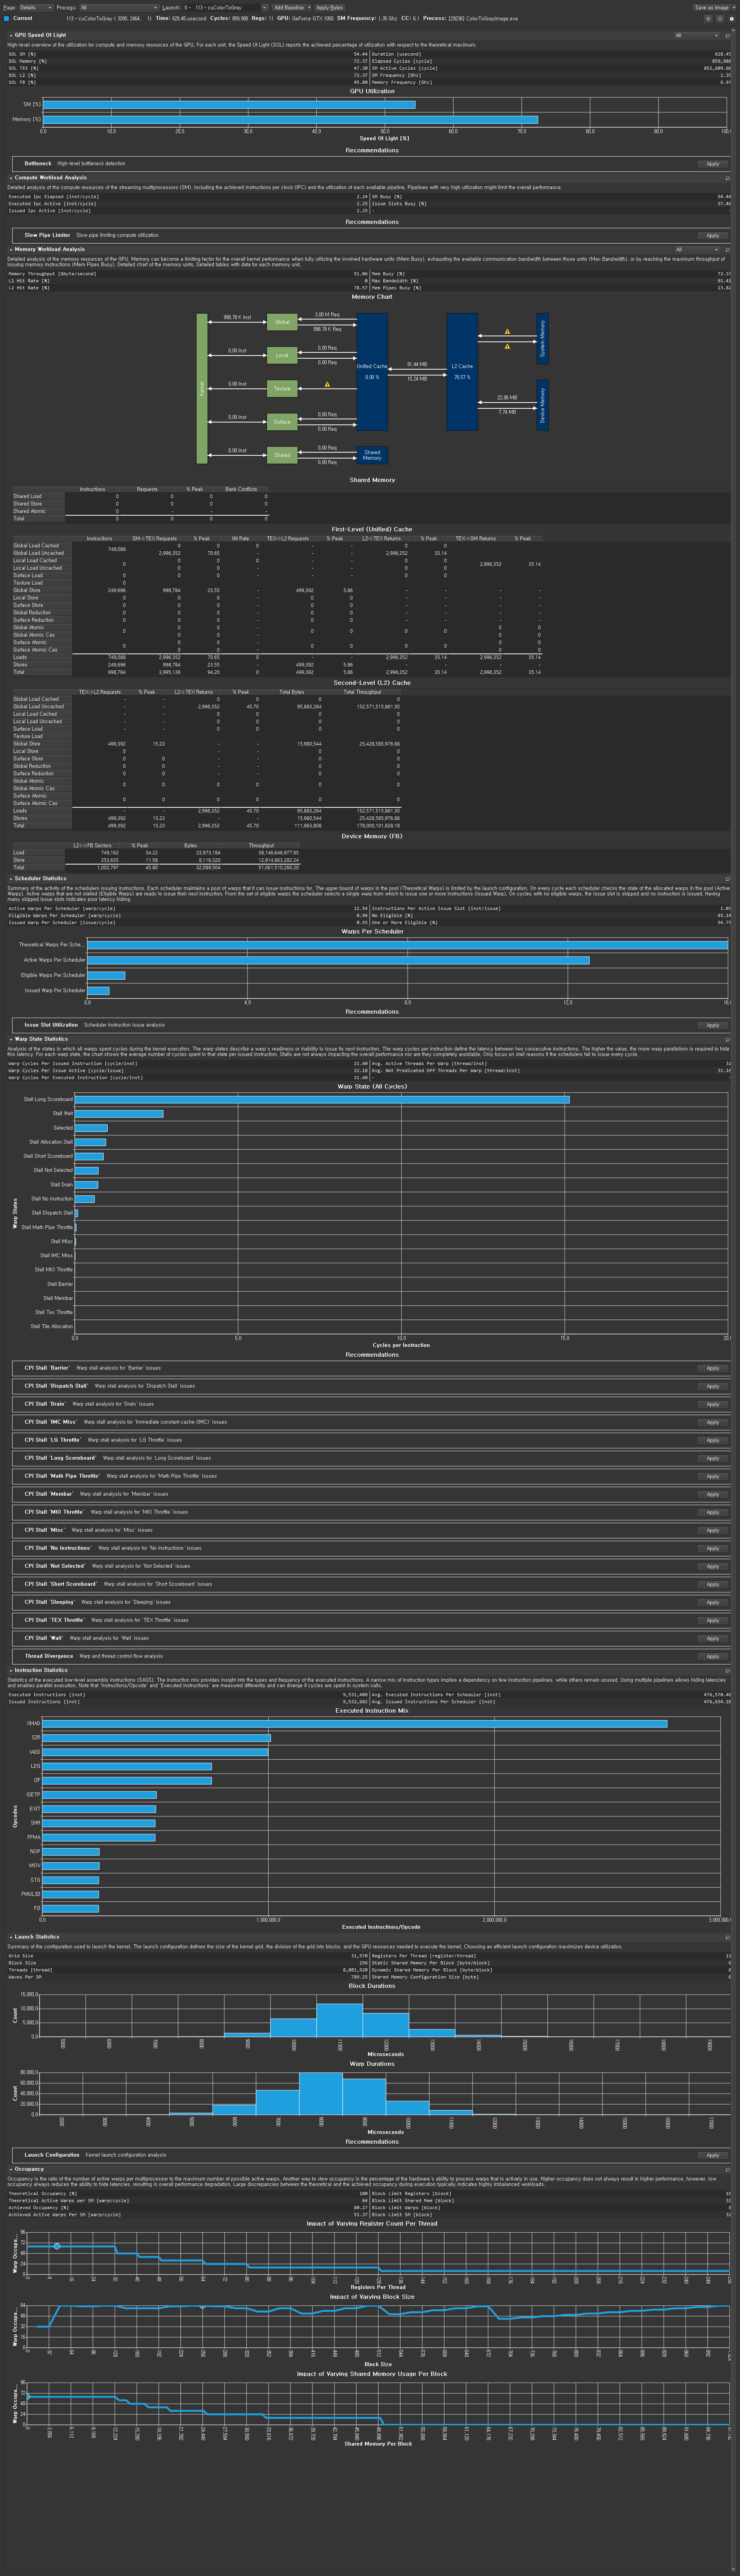 Page: Details Process: All Launch: 0 - 113 - cuColorToGray Add Baseline Apply Rules Save as Image
Current 113 - cuColorToGray ( 3280, 2464, 1) Time: 628,45 usecond Cycles: 859,988 Regs: 11 GPU: GeForce GTX 1050 SM Frequency: 1,35 Ghz CC: 6,1 Process: [29236] ColorToGrayImage.exe
GPU Speed Of Light All
High-level overview of the utilization for compute and memory resources of the GPU. For each unit, the Speed Of Light (SOL) reports the achieved percentage of utilization with respect to the theoretical maximum.
SOL SM [%] 54.44 Duration [usecond] 628.45
SOL Memory [%] 72.37 Elapsed Cycles [cycle] 859,988
SOL TEX [%] 47.30 SM Active Cycles [cycle]
SOL L2 [%] 72.37 SM Frequency [Ghz] 1.35
SOL FB [%] 45.80 Memory Frequency [Ghz] 6.97
GPU Utilization
SM [%]
Memory [%]
0,0 10,0 20,0 30,0 40,0 50,0 60,0 70,0 80,0 90,0 100,
Speed Of Light [%]
Recommendations
Bottleneck High-level bottleneck detection Apply
Compute Workload Analysis
Detailed analysis of the compute resources of the streaming multiprocessors (SM), including the achieved instructions per clock (IPC) and the utilization of each available pipeline. Pipelines with very high utilization might limit the overall performance.
Executed Ipc Elapsed [inst/cycle] 2.24 SM Busy [%] 54.44
Executed Ipc Active [inst/cycle] 2.25 Issue Slots Busy [%]
Issued Ipc Active [inst/cycle] 2.25 -
Recommendations
Slow Pipe Limiter Slow pipe limiting compute utilization Apply
Memory Workload Analysis All
Detailed analysis of the memory resources of the GPU. Memory can become a limiting factor for the overall kernel performance when fully utilizing the involved hardware units (Mem Busy), exhausting the available communication bandwidth between those units (Max Bandwidth), or by reaching the maximum throughput
of issuing memory instructions (Mem Pipes Busy). Detailed chart of the memory units. Detailed tables with data for each memory unit.
Memory Throughput [Gbyte/second] 51.06 Mem Busy [%] 72.37
L1 Hit Rate [%] 0 Max Bandwidth [%] 91.43
L2 Hit Rate [%] 78.57 Mem Pipes Busy [%] 23.82
Memory Chart
Kernel
998,78 K Inst Global 3,00 M Req
998,78 K Req
0,00 Inst Local 0,00 Req
0,00 Req
0,00 Inst Texture
0,00 Inst Surface 0,00 Req
0,00 Req
0,00 Inst Shared 0,00 Req
0,00 Req
Unified Cache
0,00 %
Shared Memory
91,44 MB
15,24 MB
L2 Cache
78,57 %
System Memory
22,86 MB
7,74 MB
Device Memory
Shared Memory
Instructions Requests % Peak Bank Conflicts
Shared Load 0 0 0 0
Shared Store 0 0 0 0
Shared Atomic 0 - - -
Total 0 0 0 0
First-Level (Unified) Cache
Instructions SM->TEX Requests % Peak Hit Rate TEX->L2 Requests % Peak L2->TEX Returns % Peak TEX->SM Returns % Peak
Global Load Cached 749,088 0 0 0 - - 0 0
Global Load Uncached 2,996,352 70.65 - - - 2,996,352 35.14
Local Load Cached 0 0 0 0 - - 0 0 2,996,352 35.14
Local Load Uncached 0 0 - - - 0 0
Surface Load 0 0 0 - - - 0 0
Texture Load 0
Global Store 249,696 998,784 23.55 - 499,392 5.86 - - - -
Local Store 0 0 0 - 0 0 - - - -
Surface Store 0 0 0 - 0 0 - - - -
Global Reduction 0 0 0 - 0 0 - - - -
Surface Reduction 0 0 0 - 0 0 - - - -
Global Atomic 0 0 0 - 0 0 0 0 0 0
Global Atomic Cas 0 0
Surface Atomic 0 0 0 - 0 0 0 0 0 0
Surface Atomic Cas 0 0
Loads 749,088 2,996,352 70.65 0 - - 2,996,352 35.14 2,996,352 35.14
Stores 249,696 998,784 23.55 - 499,392 5.86 - - - -
Total 998,784 3,995,136 94.20 0 499,392 5.86 2,996,352 35.14 2,996,352 35.14
Second-Level (L2) Cache
TEX->L2 Requests % Peak L2->TEX Returns % Peak Total Bytes Total Throughput
Global Load Cached - - 0 0 0 0
Global Load Uncached - - 2,996,352 45.70 95,883,264 152,571,515,861.30
Local Load Cached - - 0 0 0 0
Local Load Uncached - - 0 0 0 0
Surface Load - - 0 0 0 0
Texture Load
Global Store 499,392 15.23 - - 15,980,544 25,428,585,976.88
Local Store 0 0 - - 0 0
Surface Store 0 0 - - 0 0
Global Reduction 0 0 - - 0 0
Surface Reduction 0 0 - - 0 0
Global Atomic 0 0 0 0 0 0
Global Atomic Cas
Surface Atomic 0 0 0 0 0 0
Surface Atomic Cas
Loads - - 2,996,352 45.70 95,883,264 152,571,515,861.30
Stores 499,392 15.23 - - 15,980,544 25,428,585,976.88
Total 499,392 15.23 2,996,352 45.70 111,863,808 178,000,101,838.18
Device Memory (FB)
L2<->FB Sectors % Peak Bytes Throughput
Load 749,162 34.22 23,973,184 38,146,646,977.95
Store 253,635 11.58 8,116,320 12,914,863,282.24
Total 1,002,797 45.80 32,089,504 51,061,510,260.20
Scheduler Statistics
Summary of the activity of the schedulers issuing instructions. Each scheduler maintains a pool of warps that it can issue instructions for. The upper bound of warps in the pool (Theoretical Warps) is limited by the launch configuration. On every cycle each scheduler checks the state of the allocated warps in the pool (Active
Warps). Active warps that are not stalled (Eligible Warps) are ready to issue their next instruction. From the set of eligible warps the scheduler selects a single warp from which to issue one or more instructions (Issued Warp). On cycles with no eligible warps, the issue slot is skipped and no instruction is issued. Having
many skipped issue slots indicates poor latency hiding.
Active Warps Per Scheduler [warp/cycle] 12.54 Instructions Per Active Issue Slot [inst/issue]
Eligible Warps Per Scheduler [warp/cycle] 0.94 No Eligible [%]
Issued Warp Per Scheduler [issue/cycle] 0.55 One or More Eligible [%]
Warps Per Scheduler
Theoretical Warps Per Sche...
Active Warps Per Scheduler
Eligible Warps Per Scheduler
Issued Warp Per Scheduler
0,0 4,0 8,0 12,0 16,
Recommendations
Issue Slot Utilization Scheduler instruction issue analysis Apply
Warp State Statistics
Analysis of the states in which all warps spent cycles during the kernel execution. The warp states describe a warp's readiness or inability to issue its next instruction. The warp cycles per instruction define the latency between two consecutive instructions. The higher the value, the more warp parallelism is required to hide
this latency. For each warp state, the chart shows the average number of cycles spent in that state per issued instruction. Stalls are not always impacting the overall performance nor are they completely avoidable. Only focus on stall reasons if the schedulers fail to issue every cycle.
Warp Cycles Per Issued Instruction [cycle/inst] 21.60 Avg. Active Threads Per Warp [thread/inst] 32
Warp Cycles Per Issue Active [cycle/issue] 22.18 Avg. Not Predicated Off Threads Per Warp [thread/inst]
Warp Cycles Per Executed Instruction [cycle/inst] 21.60 -
Warp State (All Cycles)
Warp States
Stall Long Scoreboard
Stall Wait
Selected
Stall Allocation Stall
Stall Short Scoreboard
Stall Not Selected
Stall Drain
Stall No Instruction
Stall Dispatch Stall
Stall Math Pipe Throttle
Stall Misc
Stall IMC Miss
Stall MIO Throttle
Stall Barrier
Stall Membar
Stall Tex Throttle
Stall Tile Allocation
0,0 5,0 10,0 15,0 20,
Cycles per Instruction
Recommendations
CPI Stall 'Barrier' Warp stall analysis for 'Barrier' issues Apply
CPI Stall 'Dispatch Stall' Warp stall analysis for 'Dispatch Stall' issues Apply
CPI Stall 'Drain' Warp stall analysis for 'Drain' issues Apply
CPI Stall 'IMC Miss' Warp stall analysis for 'Immediate constant cache (IMC)' issues Apply
CPI Stall 'LG Throttle' Warp stall analysis for 'LG Throttle' issues Apply
CPI Stall 'Long Scoreboard' Warp stall analysis for 'Long Scoreboard' issues Apply
CPI Stall 'Math Pipe Throttle' Warp stall analysis for 'Math Pipe Throttle' issues Apply
CPI Stall 'Membar' Warp stall analysis for 'Membar' issues Apply
CPI Stall 'MIO Throttle' Warp stall analysis for 'MIO Throttle' issues Apply
CPI Stall 'Misc' Warp stall analysis for 'Misc' issues Apply
CPI Stall 'No Instructions' Warp stall analysis for 'No Instructions' issues Apply
CPI Stall 'Not Selected' Warp stall analysis for 'Not Selected' issues Apply
CPI Stall 'Short Scoreboard' Warp stall analysis for 'Short Scoreboard' issues Apply
CPI Stall 'Sleeping' Warp stall analysis for 'Sleeping' issues Apply
CPI Stall 'TEX Throttle' Warp stall analysis for 'TEX Throttle' issues Apply
CPI Stall 'Wait' Warp stall analysis for 'Wait' issues Apply
Thread Divergence Warp and thread control flow analysis Apply
Instruction Statistics
Statistics of the executed low-level assembly instructions (SASS). The instruction mix provides insight into the types and frequency of the executed instructions. A narrow mix of instruction types implies a dependency on few instruction pipelines, while others remain unused. Using multiple pipelines allows hiding latencies
and enables parallel execution. Note that 'Instructions/Opcode' and 'Executed Instructions' are measured differently and can diverge if cycles are spent in system calls.
Executed Instructions [inst] 9,531,408 Avg. Executed Instructions Per Scheduler [inst] 476,570.40
Issued Instructions [inst] 9,532,682 Avg. Issued Instructions Per Scheduler [inst]
Executed Instruction Mix
Opcodes
XMAD
S2R
IADD
LDG
I2F
ISETP
EXIT
SHR
FFMA
NOP
MOV
STG
FMUL32I
F2I
0,0 1,000,000,0 2,000,000,0 3,000,000,
Executed Instructions/Opcode
Launch Statistics
Summary of the configuration used to launch the kernel. The launch configuration defines the size of the kernel grid, the division of the grid into blocks, and the GPU resources needed to execute the kernel. Choosing an efficient launch configuration maximizes device utilization.
Grid Size 31,570 Registers Per Thread [register/thread] 11
Block Size 256 Static Shared Memory Per Block [byte/block] 0
Threads [thread] 8,081,920 Dynamic Shared Memory Per Block [byte/block] 0
Waves Per SM 789.25 Shared Memory Configuration Size [byte] 0
Block Durations
Count
15,000,0
10,000,0
5,000,0
0,0
5000 6000 7000 8000 9000 10000 11000 12000 13000 14000 15000 16000 17000 18000 19000
Microseconds
Warp Durations
Count
80,000,0
60,000,0
40,000,0
20,000,0
0,0
2000 3000 4000 5000 6000 7000 8000 9000 10000 11000 12000 13000 14000 15000 16000 17000
Microseconds
Recommendations
Launch Configuration Kernel launch configuration analysis Apply
Occupancy
Occupancy is the ratio of the number of active warps per multiprocessor to the maximum number of possible active warps. Another way to view occupancy is the percentage of the hardware's ability to process warps that is actively in use. Higher occupancy does not always result in higher performance, however, low
occupancy always reduces the ability to hide latencies, resulting in overall performance degradation. Large discrepancies between the theoretical and the achieved occupancy during execution typically indicates highly imbalanced workloads.
Theoretical Occupancy [%] 100 Block Limit Registers [block] 16
Theoretical Active Warps per SM [warp/cycle] 64 Block Limit Shared Mem [block] 32
Achieved Occupancy [%] 80.27 Block Limit Warps [block] 8
Achieved Active Warps Per SM [warp/cycle] 51.37 Block Limit SM [block] 32
Impact of Varying Register Count Per Thread
Warp Occupa...
Registers Per Thread
Impact of Varying Block Size
Warp Occupa...
Block Size
Impact of Varying Shared Memory Usage Per Block
Warp Occupa...
Shared Memory Per Block